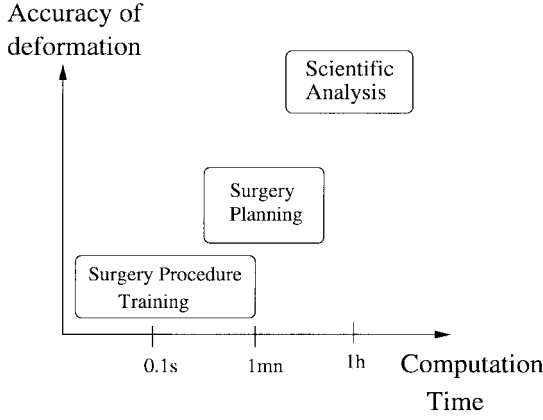 Accuracy of
deformation
Scientific
Analysis
Surgery
Planning
Surgery Procedure
Training
0.1s
1mn
1h
Computation
Time